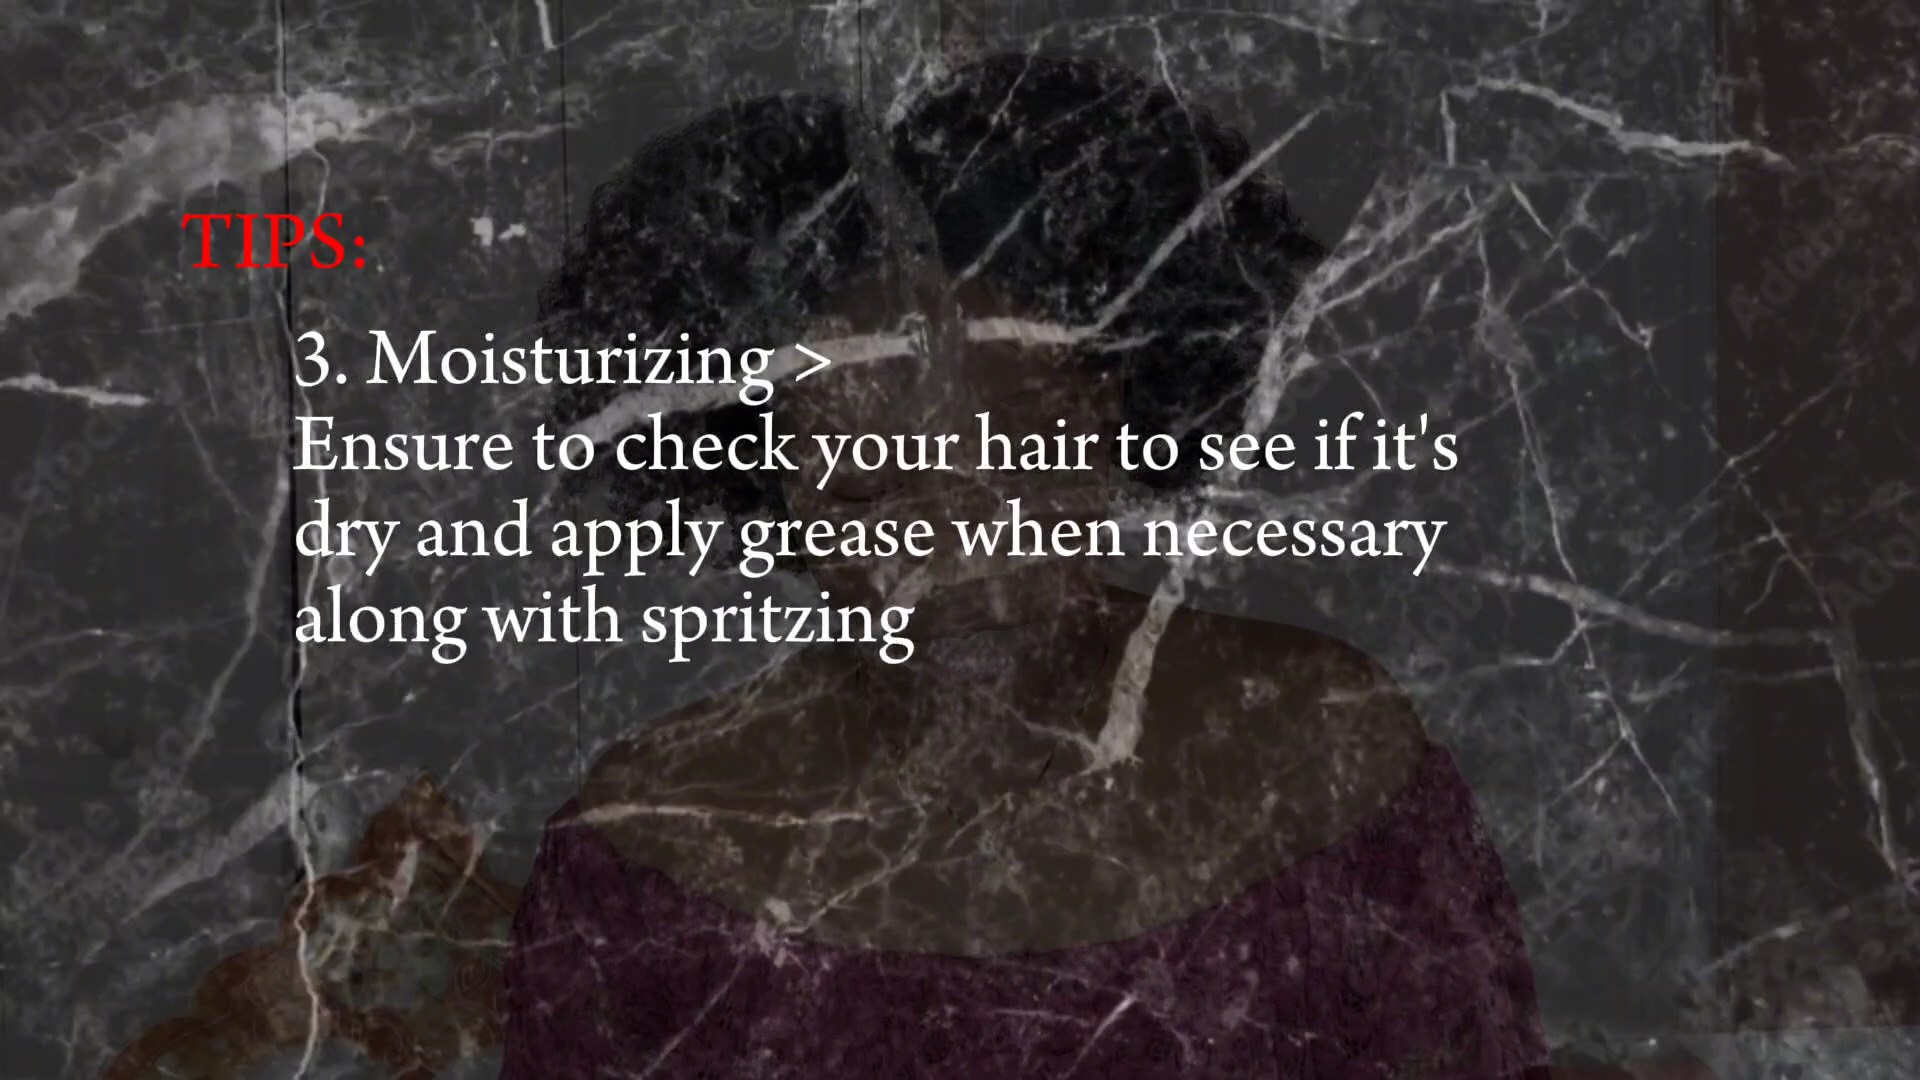 TIPS:
3. Moisturizing >
Ensure to check your hair to see if it's
dry and apply grease when necessary
along with spritzing